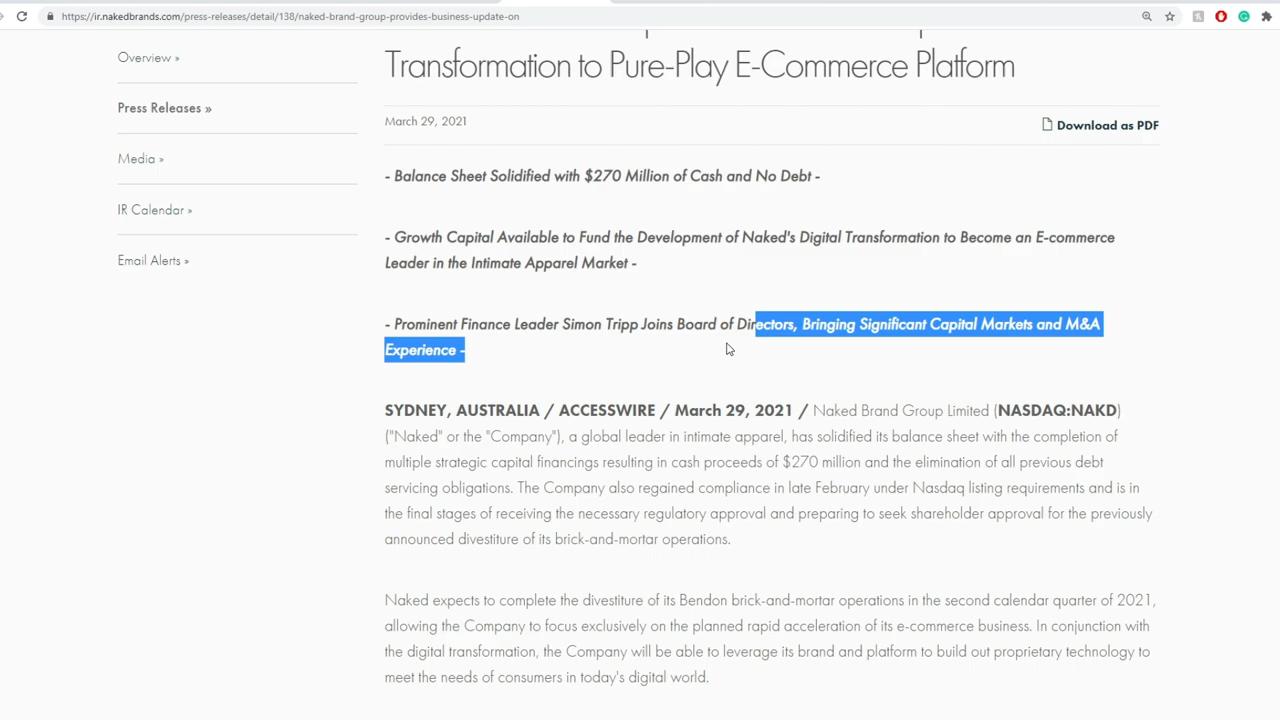 https://ir.nakedbrands.com/press-releases/detail/138/naked-brand-group-provides-business-update-on
Transformation to Pure-Play E-Commerce Platform
Overview »
Press Releases »
Media »
IR Calendar »
Email Alerts »
March 29, 2021
Download as PDF
- Balance Sheet Solidified with $270 Million of Cash and No Debt -
- Growth Capital Available to Fund the Development of Naked's Digital Transformation to Become an E-commerce
Leader in the Intimate Apparel Market -
- Prominent Finance Leader Simon Tripp Joins Board of Directors, Bringing Significant Capital Markets and M&A
Experience -
SYDNEY, AUSTRALIA / ACCESSWIRE / March 29, 2021 / Naked Brand Group Limited (NASDAQ:NAKD)
("Naked" or the "Company"), a global leader in intimate apparel, has solidified its balance sheet with the completion of
multiple strategic capital financings resulting in cash proceeds of $270 million and the elimination of all previous debt
servicing obligations. The Company also regained compliance in late February under Nasdaq listing requirements and is in
the final stages of receiving the necessary regulatory approval and preparing to seek shareholder approval for the previously
announced divestiture of its brick-and-mortar operations.
Naked expects to complete the divestiture of its Bendon brick-and-mortar operations in the second calendar quarter of 2021,
allowing the Company to focus exclusively on the planned rapid acceleration of its e-commerce business. In conjunction with
the digital transformation, the Company will be able to leverage its brand and platform to build out proprietary technology to
meet the needs of consumers in today's digital world.